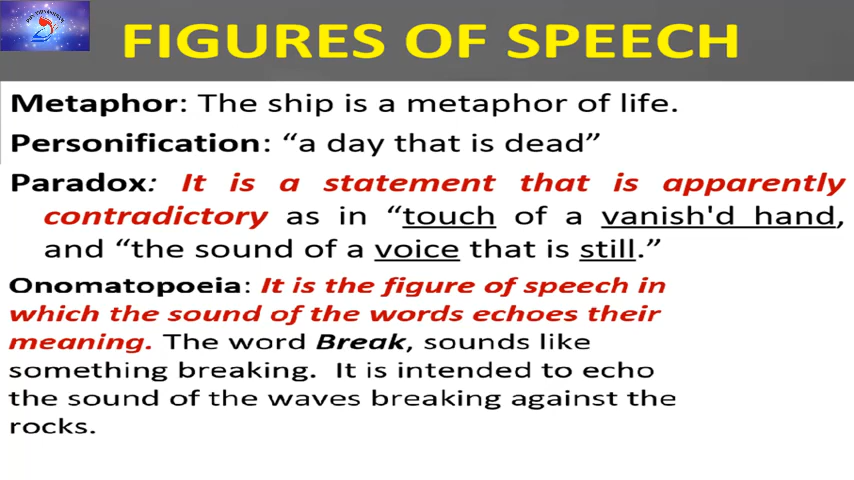 FIGURES OF SPEECH
Metaphor: The ship is a metaphor of life.
Personification: “a day that is dead”
Paradox: It is a statement that is apparently
contradictory as in “touch of a vanish'd hand,
and “the sound of a voice that is still.”
Onomatopoeia: It is the figure of speech in
which the sound of the words echoes their
meaning. The word Break, sounds like
something breaking. It is intended to echo
the sound of the waves breaking against the
rocks.